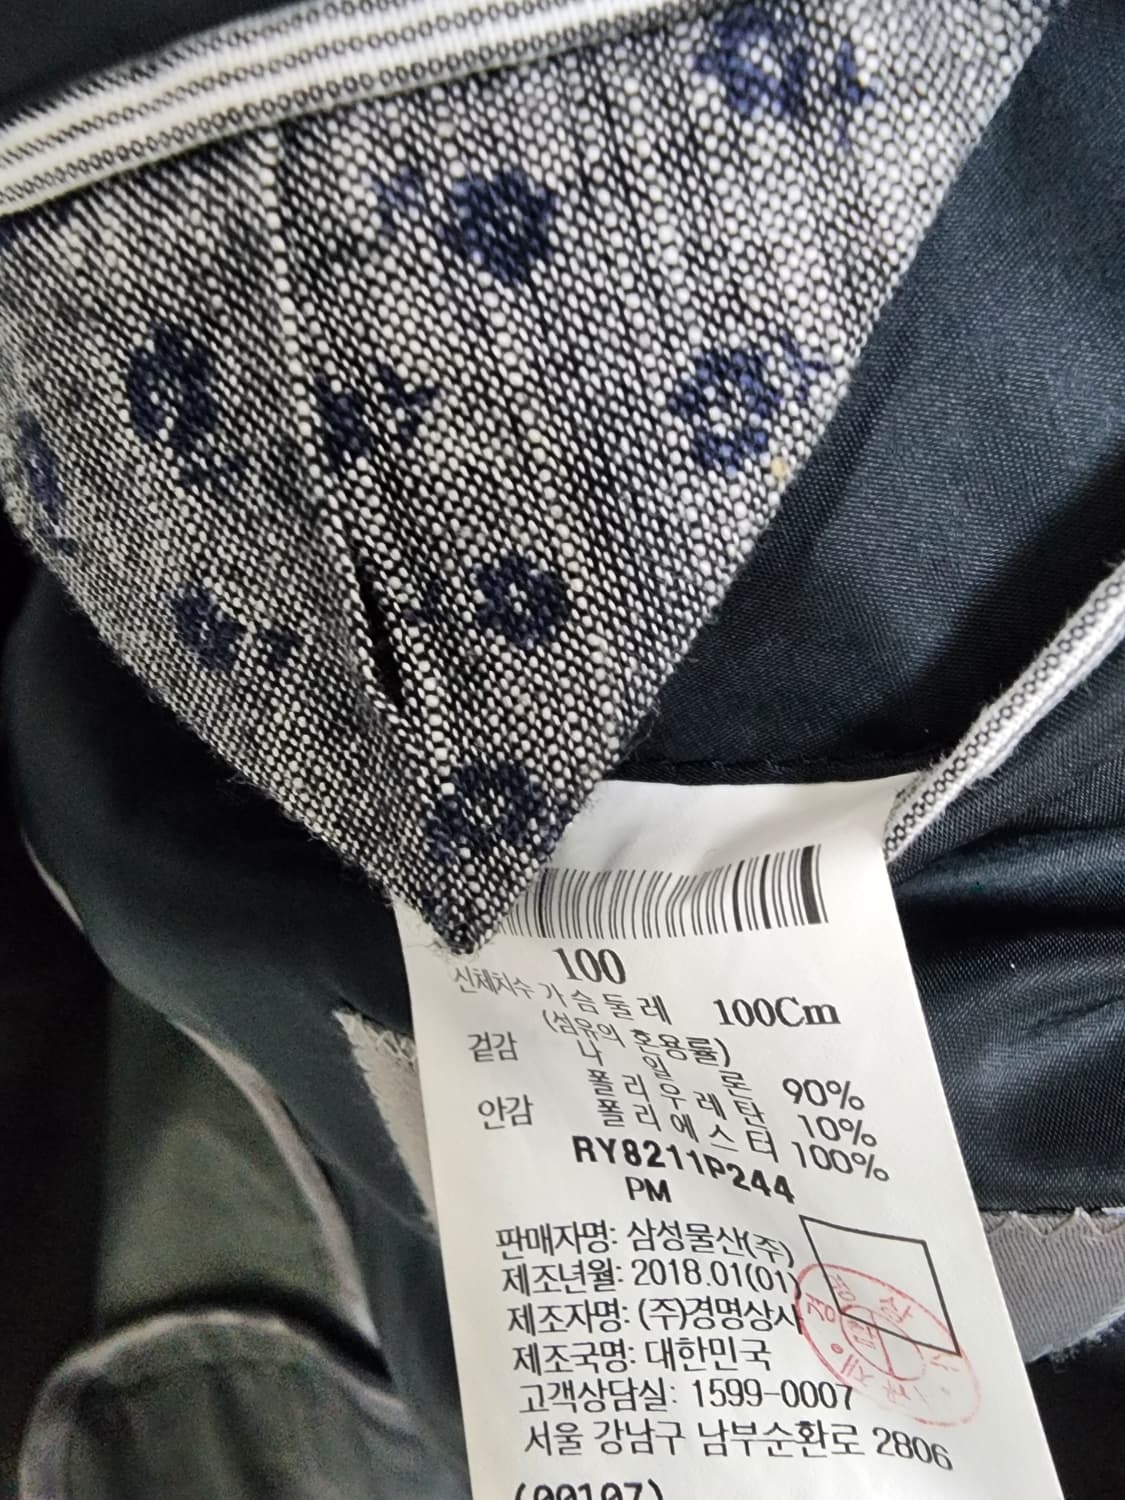 100
신체치수 가슴둘레 100Cm
(섬유의 혼용률)
겉감 나일론 90%
폴리우레탄 10%
안감 폴리에스터 100%
RY8211P244
PM
판매자명: 삼성물산(주)
제조년월: 2018.01(01)
제조자명: (주)경명상사
제조국명: 대한민국
고객상담실: 1599-0007
서울 강남구 남부순환로 2806
(00107)